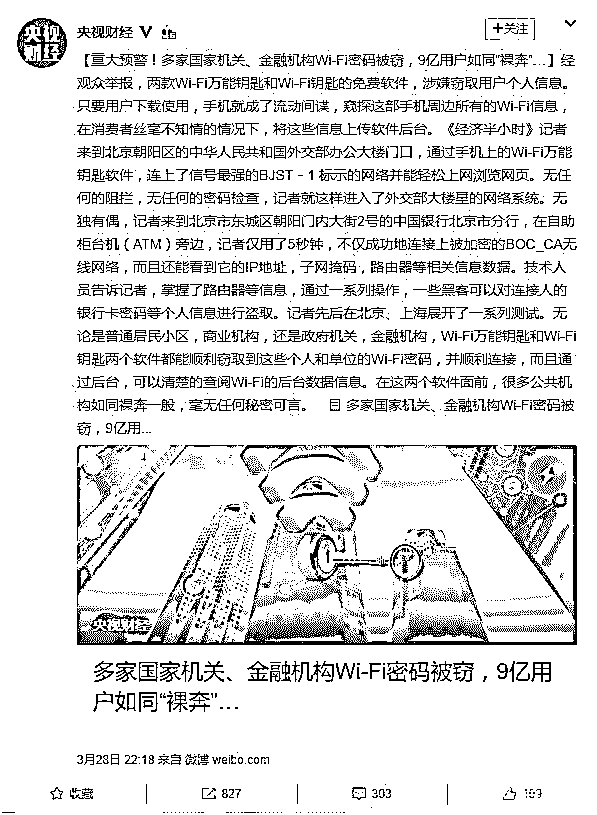 央视财经
央视财经
+关注
【重大预警！多家国家机关、金融机构Wi-Fi密码被窃，9亿用户如同“裸奔”...】经
观众举报，两款Wi-Fi万能钥匙和Wi-Fi钥匙的免费软件，涉嫌窃取用户个人信息。
只要用户下载使用，手机就成了流动间谍，窥探这部手机周边所有的Wi-Fi信息，
在消费者丝毫不知情的情况下，将这些信息上传软件后台。《经济半小时》记者
来到北京朝阳区的中华人民共和国外交部办公大楼门口，通过手机上的Wi-Fi万能
钥匙软件，连上了信号最强的BJST－1 标示的网络并能轻松上网浏览网页。无任
何的阻拦，无任何的密码检查，记者就这样进入了外交部大楼里的网络系统。无
独有偶，记者来到北京市东城区朝阳门内大街2号的中国银行北京市分行，在自助
柜台机（ATM）旁边，记者仅用了5秒钟，不仅成功地连接上被加密的BOC_CA无
线网络，而且还能看到它的IP地址，子网掩码，路由器等相关信息数据。技术人
员告诉记者，掌握了路由器等信息，通过一系列操作，一些黑客可以对连接人的
银行卡密码等个人信息进行盗取。记者先后在北京、上海展开了一系列测试。无
论是普通居民小区，商业机构，还是政府机关，金融机构，Wi-Fi万能钥匙和Wi-Fi
钥匙两个软件都能顺利窃取到这些个人和单位的Wi-Fi密码，并顺利连接，而且通
过后台，可以清楚的查阅Wi-Fi的后台数据信息。在这两个软件面前，很多公共机
构如同裸奔一般，毫无任何秘密可言。 多家国家机关、金融机构Wi-Fi密码被
窃，9亿用...
央视财经
多家国家机关、金融机构Wi-Fi密码被窃，9亿用
户如同“裸奔”...
3月28日 22:18 来自 微博 weibo.com
收藏 827 303 199